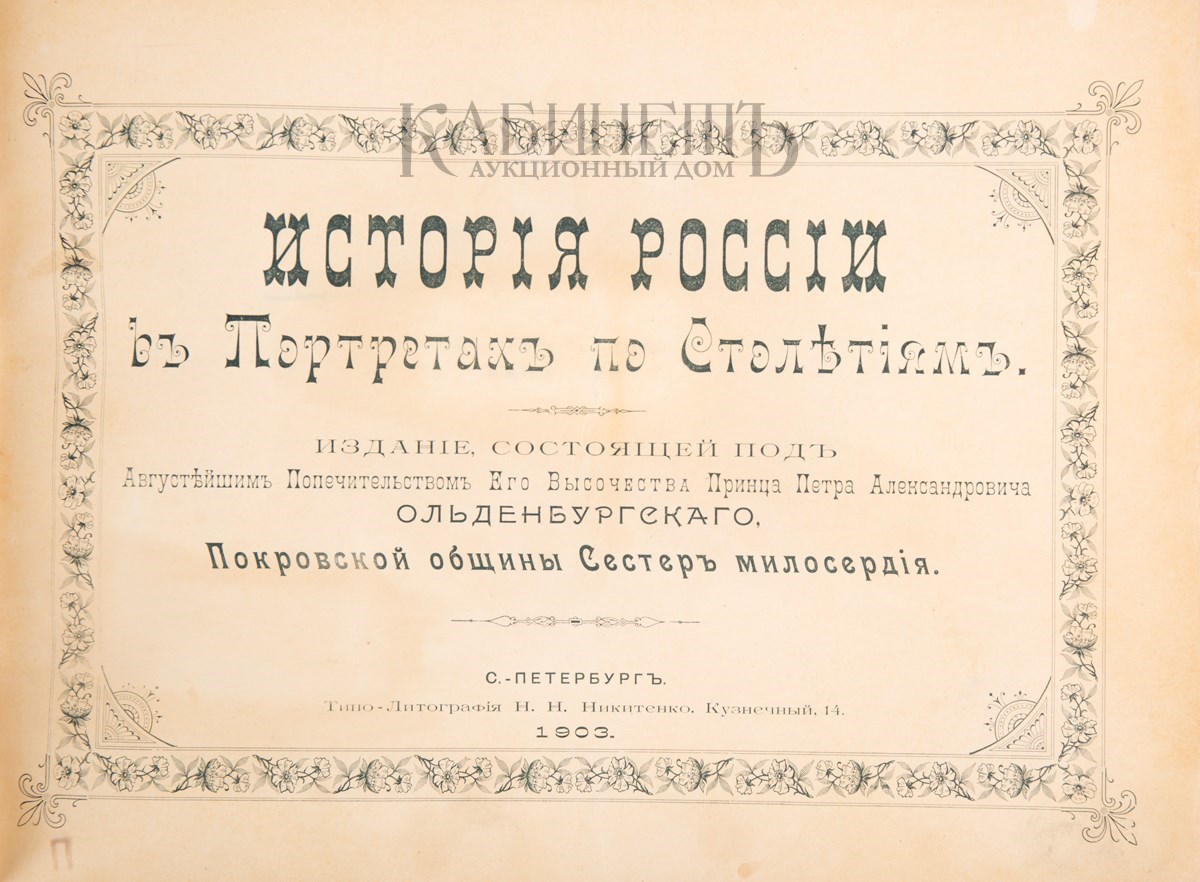 КАБИНЕТЪ
АУКЦИОННЫЙ ДОМ
ИСТОРІЯ РОССІИ
въ Портретахъ по Столѣтіямъ.
ИЗДАНІЕ, СОСТОЯЩЕЙ ПОДЪ
Августѣйшимъ Попечительствомъ Его Высочества Принца Петра Александровича
ОЛЬДЕНБУРГСКАГО,
Покровской общины Сестеръ милосердія.
С.-ПЕТЕРБУРГЪ.
Типо-Литографія Н. Н. Никитенко, Кузнечный, 14.
1903.
П